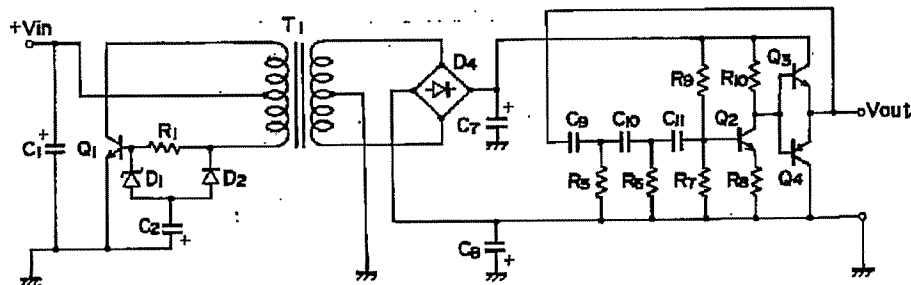 +Vin
T1
D4
R9
R10
Q3
C1
+
Q1
R1
D1
D2
C2
+
C7
+
C9
C10
C11
Q2
Vout
R5
R6
R7
R8
Q4
C8
+